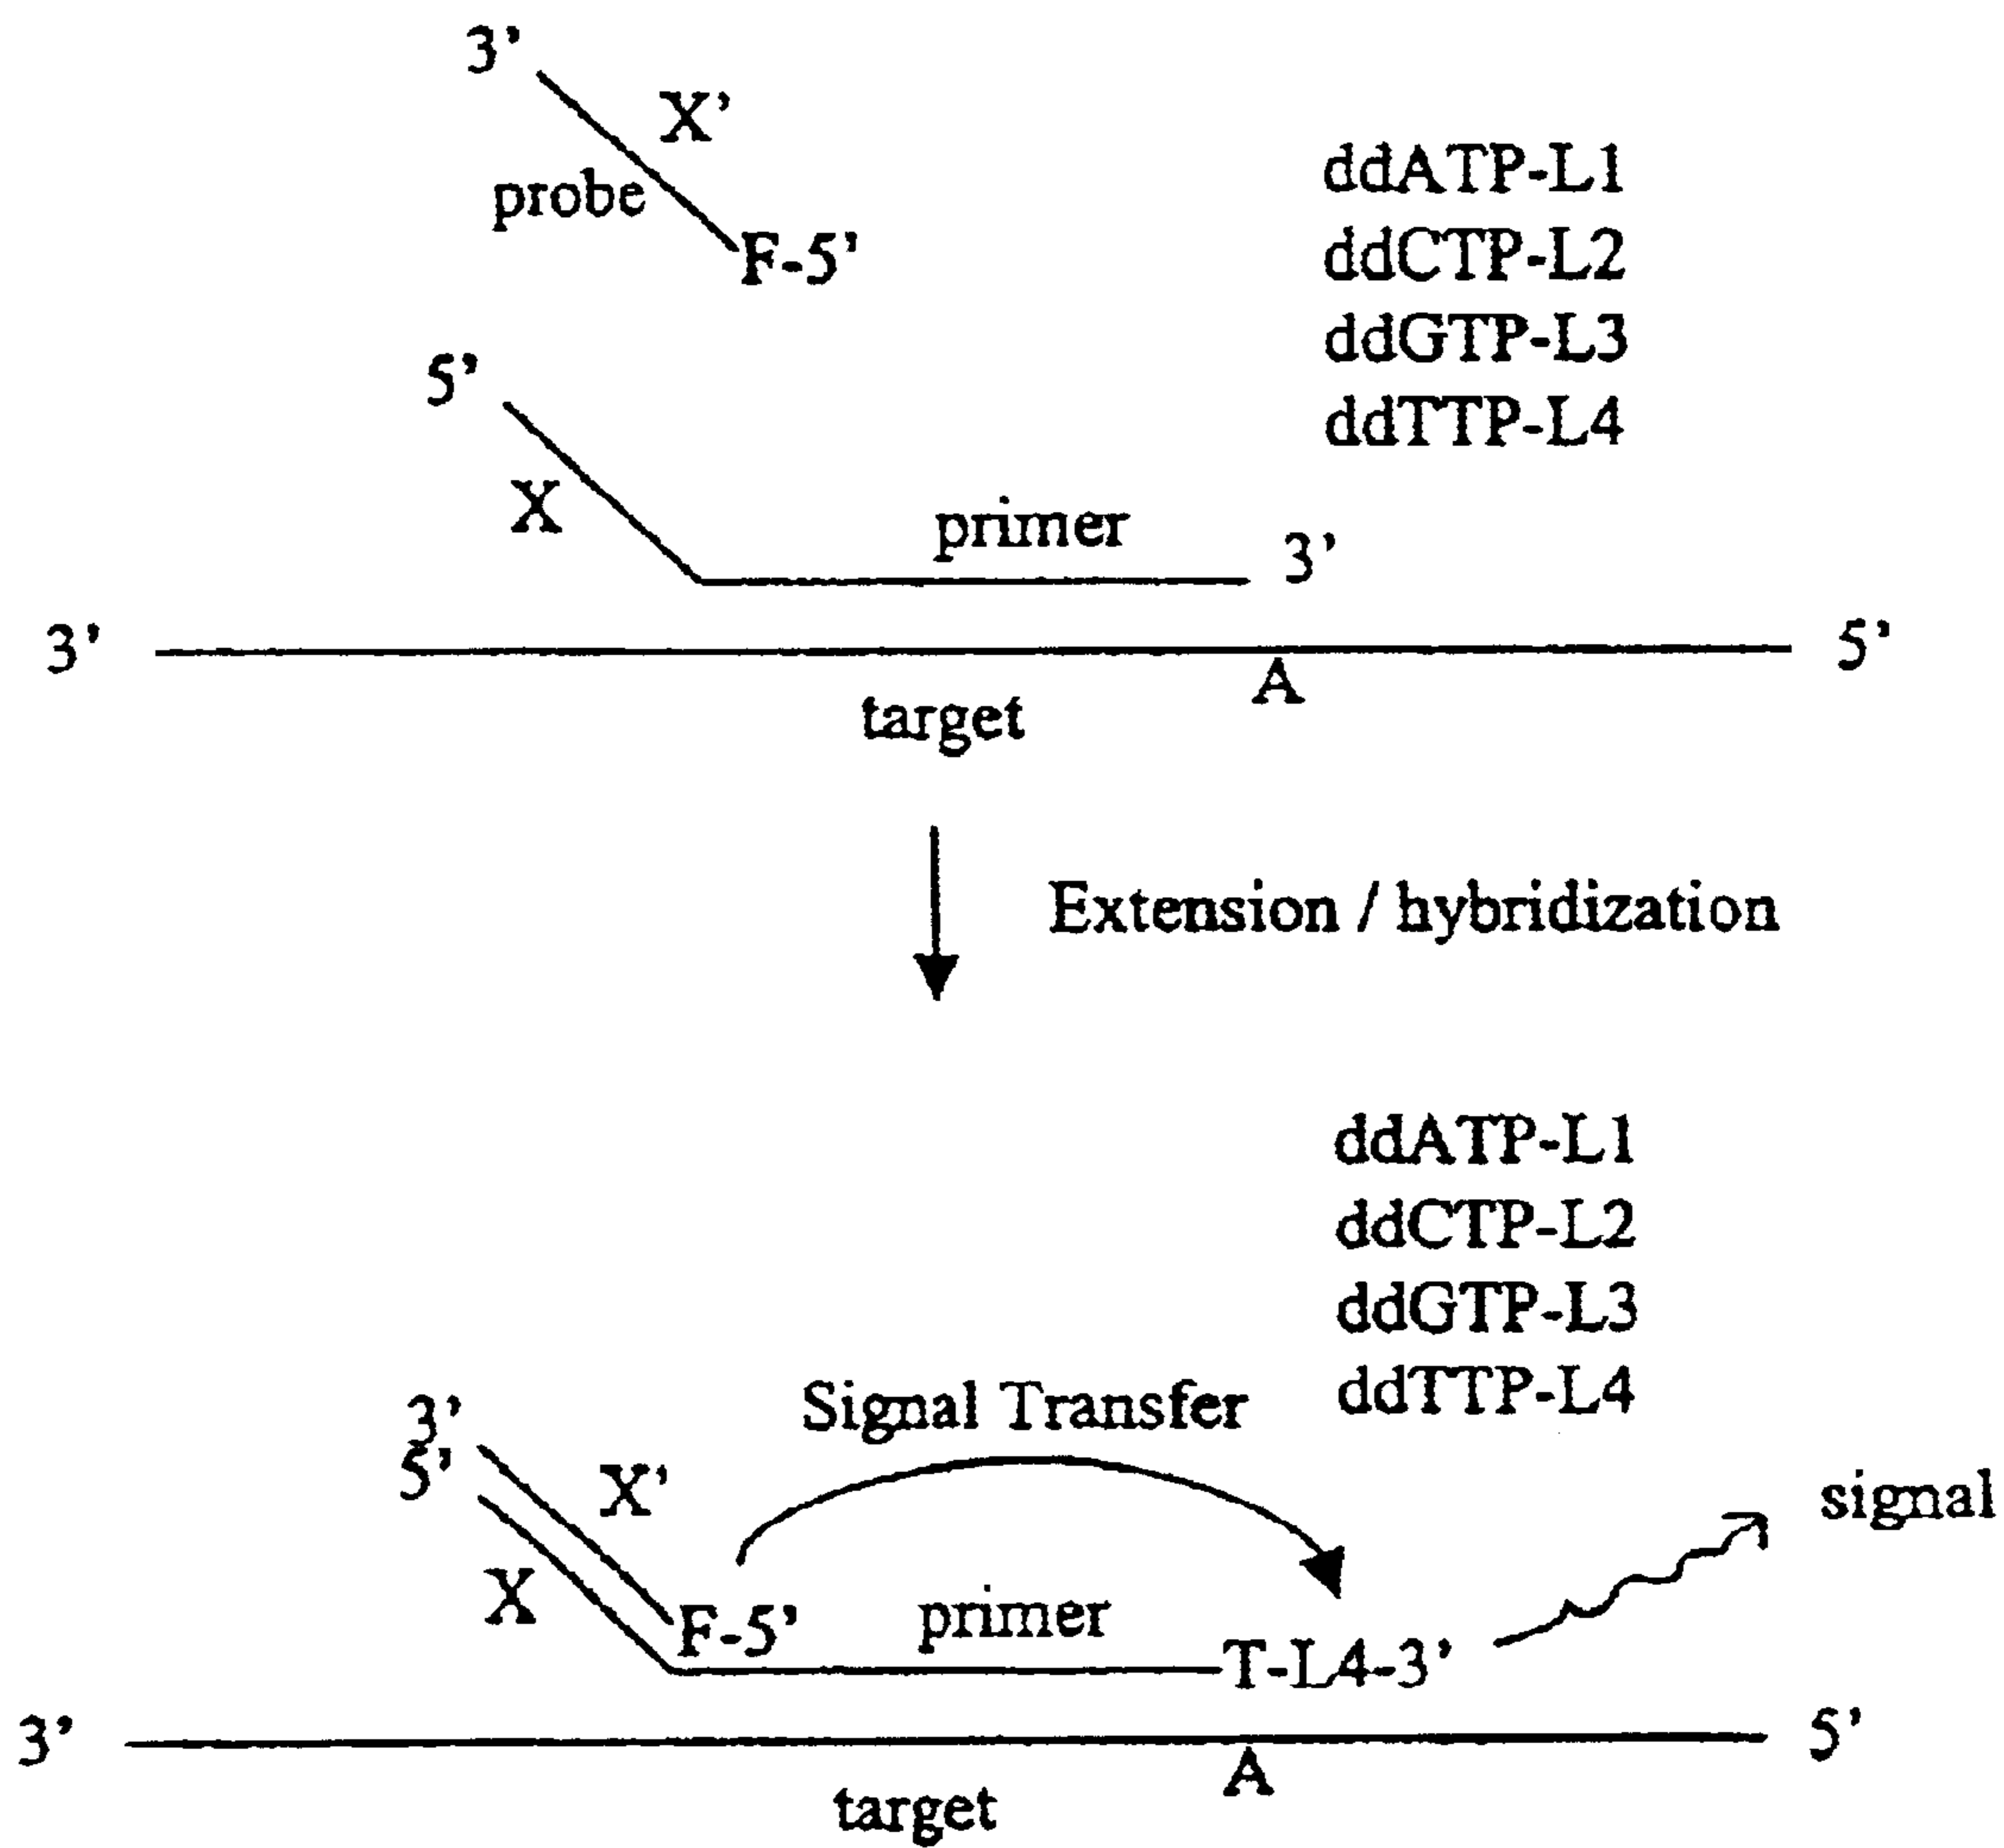 3'
X'
probe
F-5'
ddATP-L1
ddCTP-L2
ddGTP-L3
ddTTP-L4
5'
X
primer
3'
3'
5'
A
target
Extension / hybridization
ddATP-L1
ddCTP-L2
ddGTP-L3
ddTTP-L4
Signal Transfer
3'
5'
X'
signal
X
F-5'
primer
T-L4-3'
3'
5'
A
target